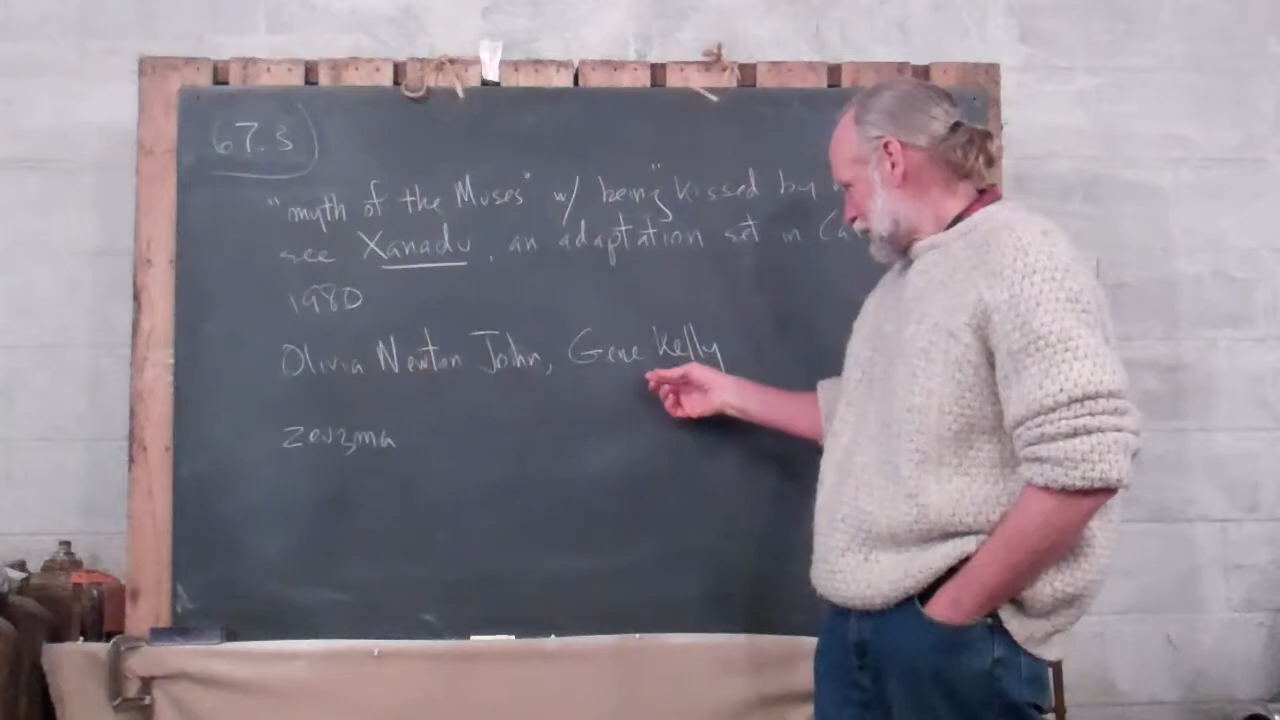 67.3
"myth of the Muses" w/ being "kissed by
see Xanadu, an adaptation set in Ca
1980
Olivia Newton John, Gene Kelly
zeugma